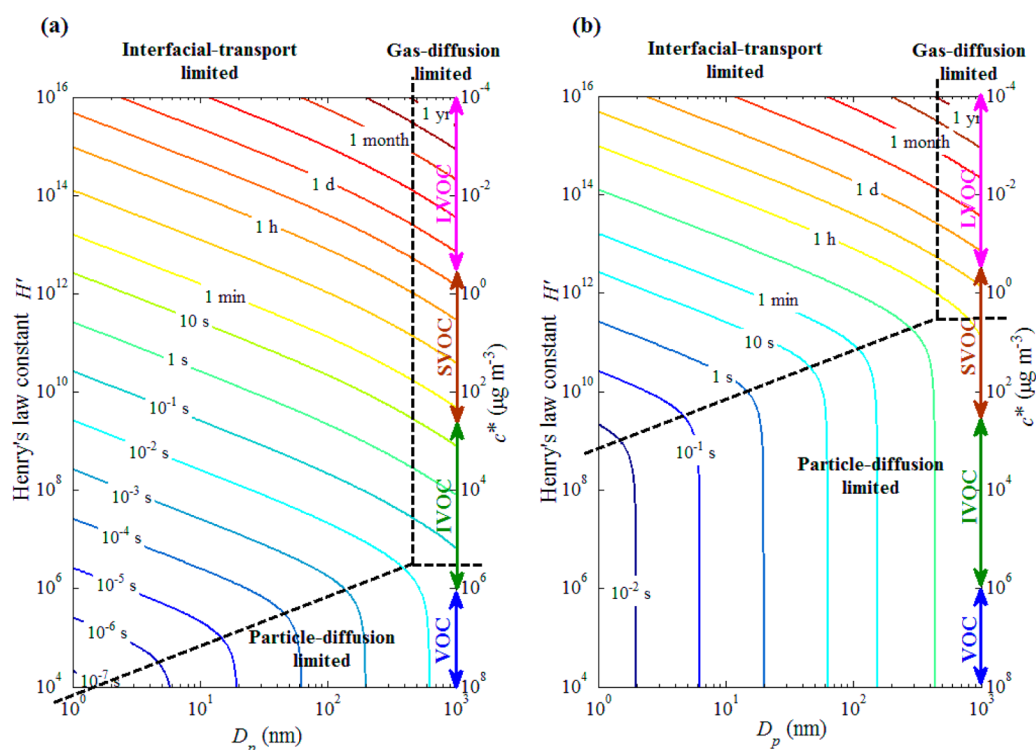 (a)
Interfacial-transport
limited
Gas-diffusion
limited
10^16
10^14
10^12
10^10
10^8
10^6
10^4
Henry's law constant H'
1 yr
1 month
1 d
1 h
1 min
10 s
1 s
10^-1 s
10^-2 s
10^-3 s
10^-4 s
10^-5 s
10^-6 s
10^-7 s
Particle-diffusion
limited
LVOC
SVOC
IVOC
VOC
10^-4
10^-2
10^0
10^2
10^4
10^6
10^8
c* (μg m^-3)
10^0
10^1
10^2
10^3
D_p (nm)
(b)
Interfacial-transport
limited
Gas-diffusion
limited
10^16
10^14
10^12
10^10
10^8
10^6
10^4
Henry's law constant H'
1 yr
1 month
1 d
1 h
1 min
10 s
1 s
10^-1 s
10^-2 s
Particle-diffusion
limited
LVOC
SVOC
IVOC
VOC
10^-4
10^-2
10^0
10^2
10^4
10^6
10^8
c* (μg m^-3)
10^0
10^1
10^2
10^3
D_p (nm)